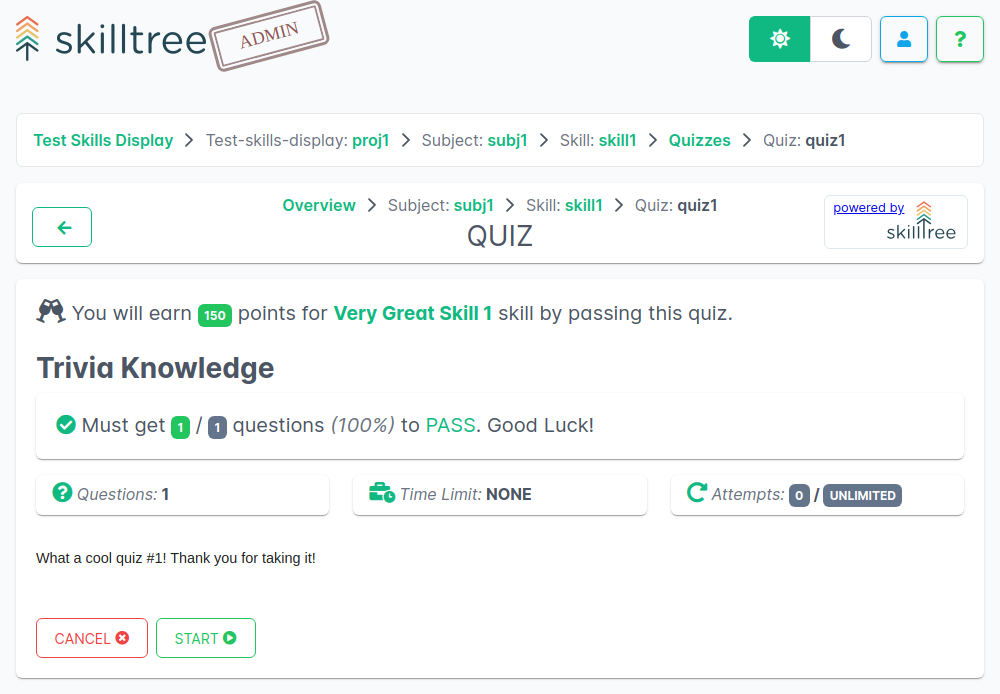 skilltree ADMIN
?
Test Skills Display > Test-skills-display: proj1 > Subject: subj1 > Skill: skill1 > Quizzes > Quiz: quiz1
Overview > Subject: subj1 > Skill: skill1 > Quiz: quiz1
QUIZ
powered by
skilltree
You will earn 150 points for Very Great Skill 1 skill by passing this quiz.
Trivia Knowledge
Must get 1 / 1 questions (100%) to PASS. Good Luck!
Questions: 1
Time Limit: NONE
Attempts: 0 / UNLIMITED
What a cool quiz #1! Thank you for taking it!
CANCEL
START